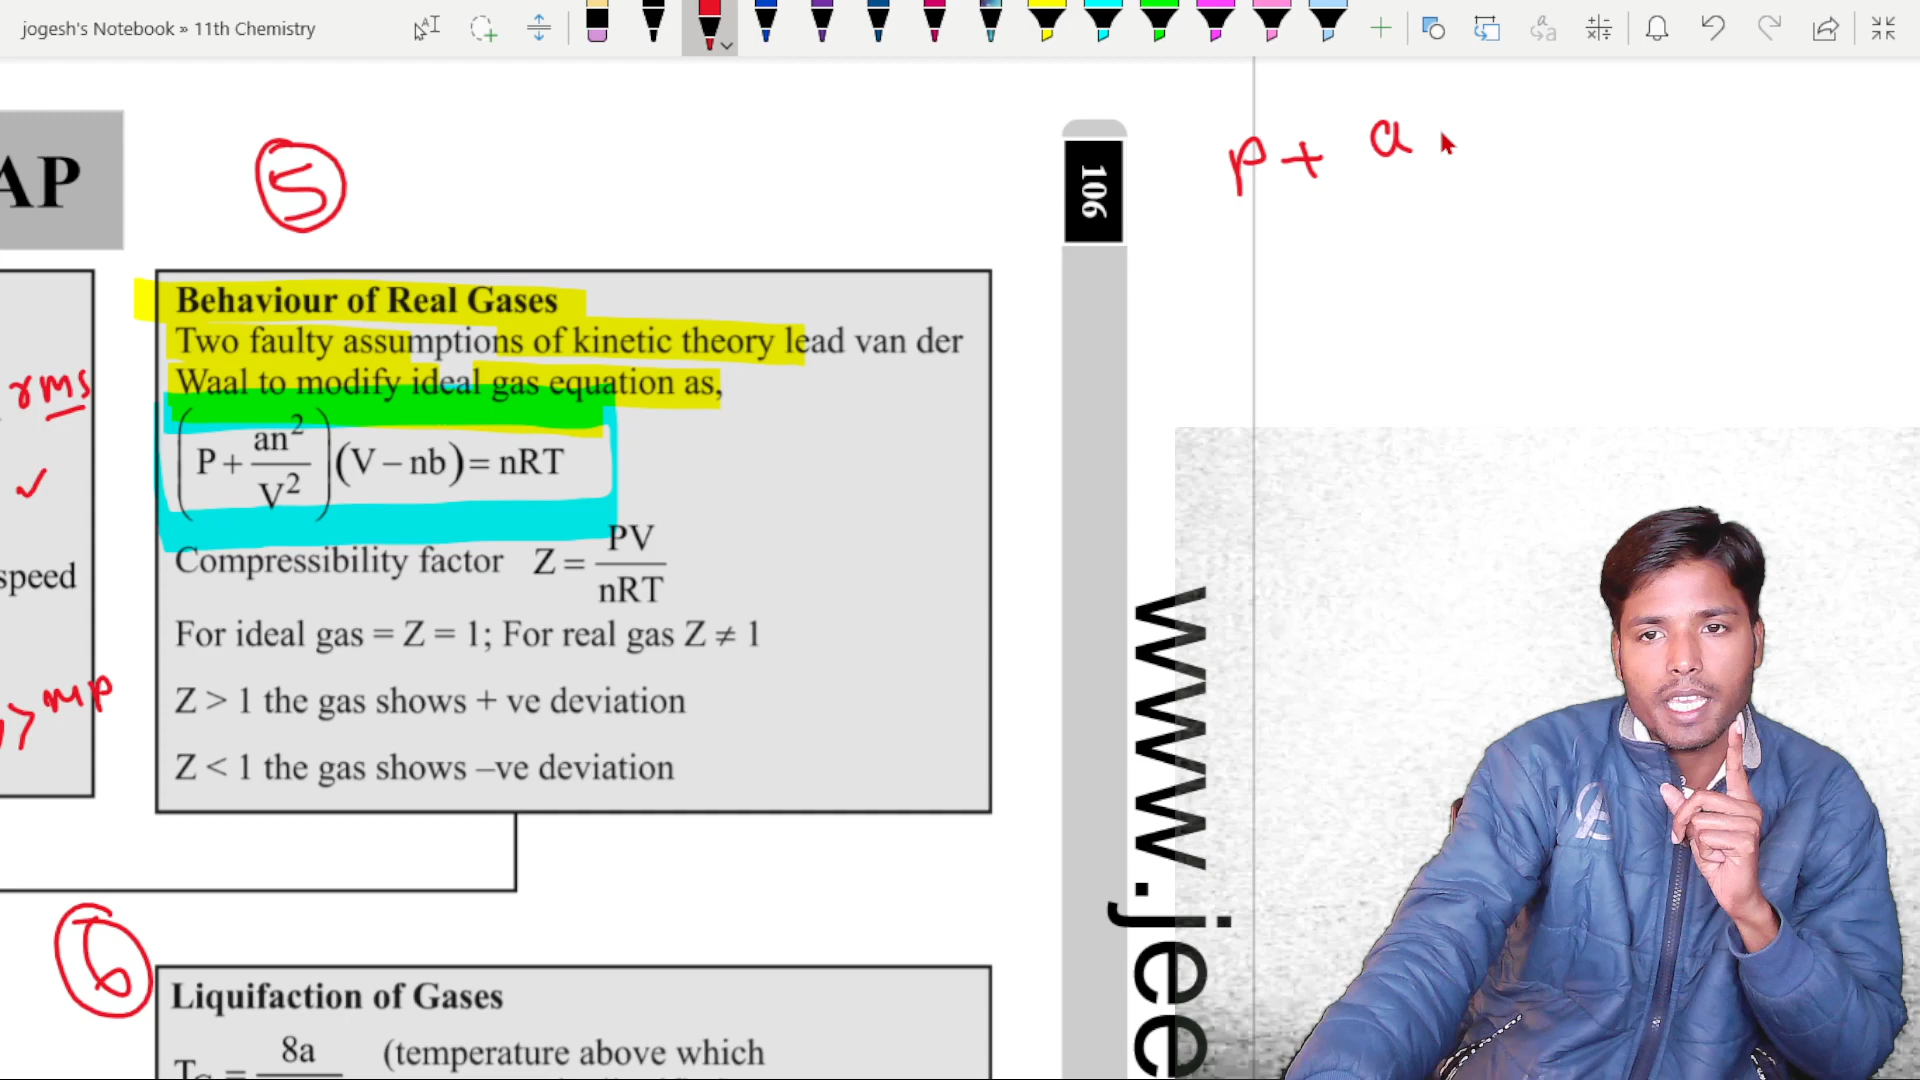 jogesh's Notebook » 11th Chemistry
AP
5
106
P + a
Behaviour of Real Gases
Two faulty assumptions of kinetic theory lead van der
Waal to modify ideal gas equation as,
(P + an²/V²)(V – nb) = nRT
Compressibility factor Z = PV/nRT
For ideal gas = Z = 1; For real gas Z ≠ 1
Z > 1 the gas shows + ve deviation
Z < 1 the gas shows –ve deviation
rms
✓
speed
> mp
6
Liquifaction of Gases
8a
(temperature above which
www.jee